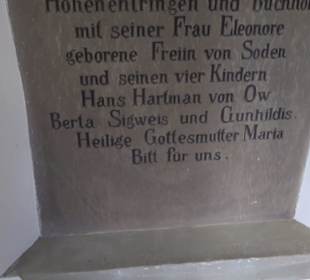 Hohenentringen und Buchhol
mit seiner Frau Eleonore
geborene Freiin von Soden
und seinen vier Kindern
Hans Hartman von Ow
Berta Sigweis und Gunhildis.
Heilige Gottesmutter Maria
Bitt für uns.